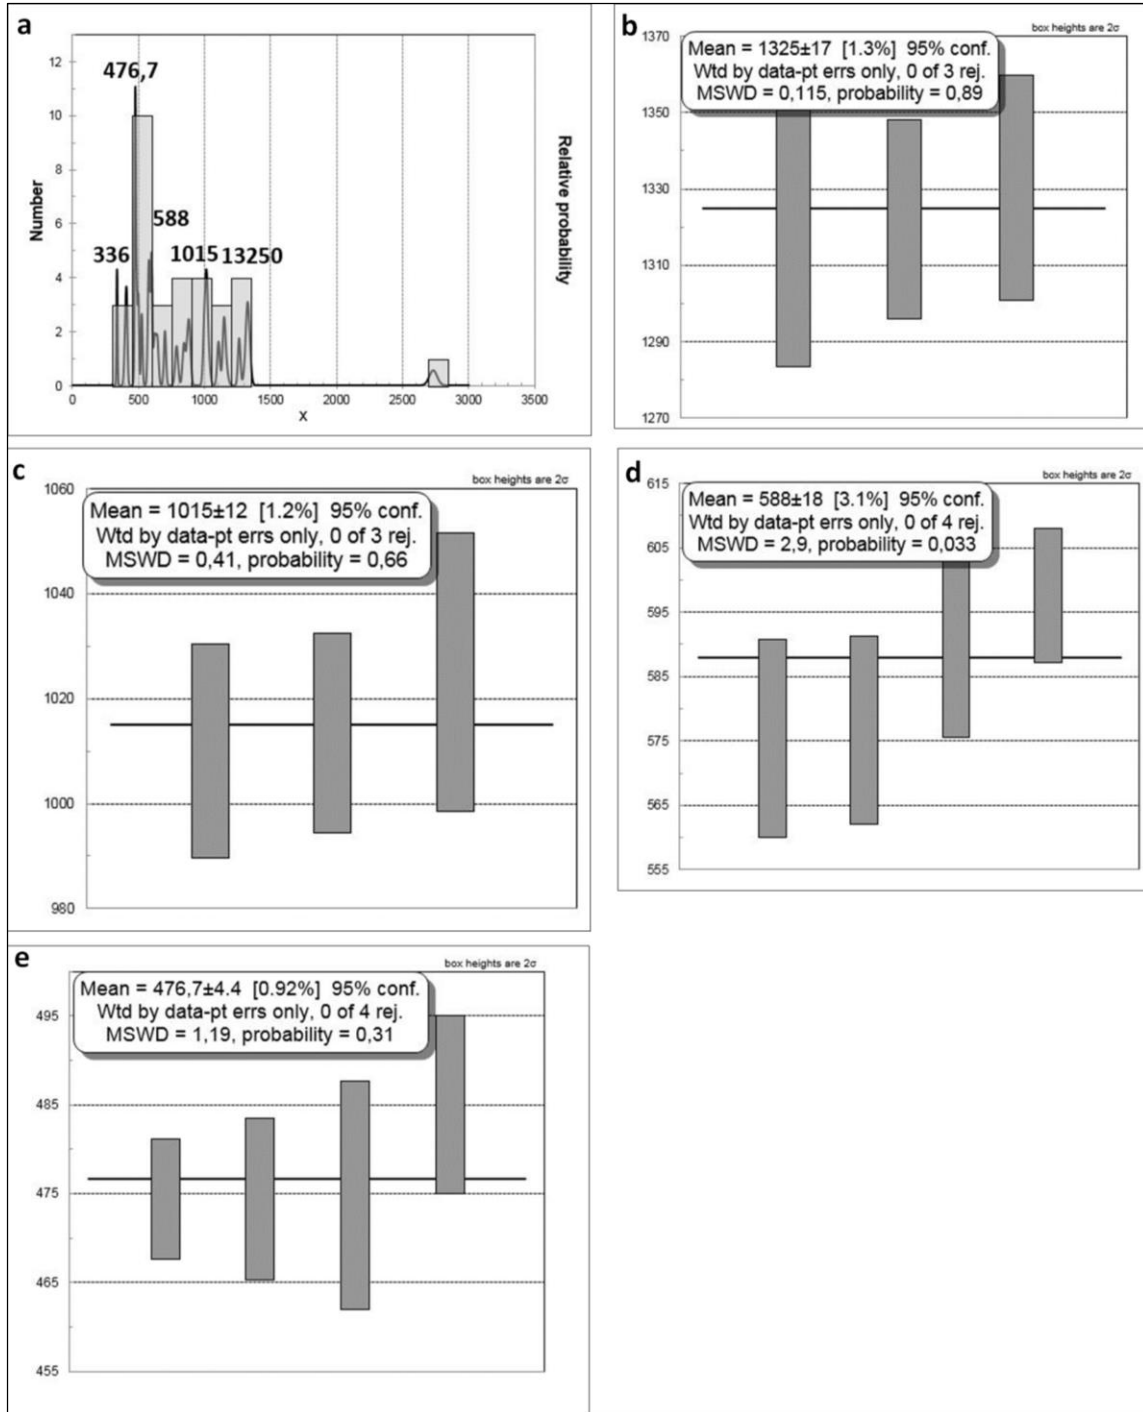 a
476,7
588
336
1015
13250
Number
12
10
8
6
4
2
0
0 500 1000 1500 2000 2500 3000 3500
X
Relative probability
b
box heights are 2σ
Mean = 1325±17 [1.3%] 95% conf.
Wtd by data-pt errs only, 0 of 3 rej.
MSWD = 0,115, probability = 0,89
1370
1350
1330
1310
1290
1270
c
box heights are 2σ
Mean = 1015±12 [1.2%] 95% conf.
Wtd by data-pt errs only, 0 of 3 rej.
MSWD = 0,41, probability = 0,66
1060
1040
1020
1000
980
d
box heights are 2σ
Mean = 588±18 [3.1%] 95% conf.
Wtd by data-pt errs only, 0 of 4 rej.
MSWD = 2,9, probability = 0,033
615
605
595
585
575
565
555
e
box heights are 2σ
Mean = 476,7±4.4 [0.92%] 95% conf.
Wtd by data-pt errs only, 0 of 4 rej.
MSWD = 1,19, probability = 0,31
495
485
475
465
455